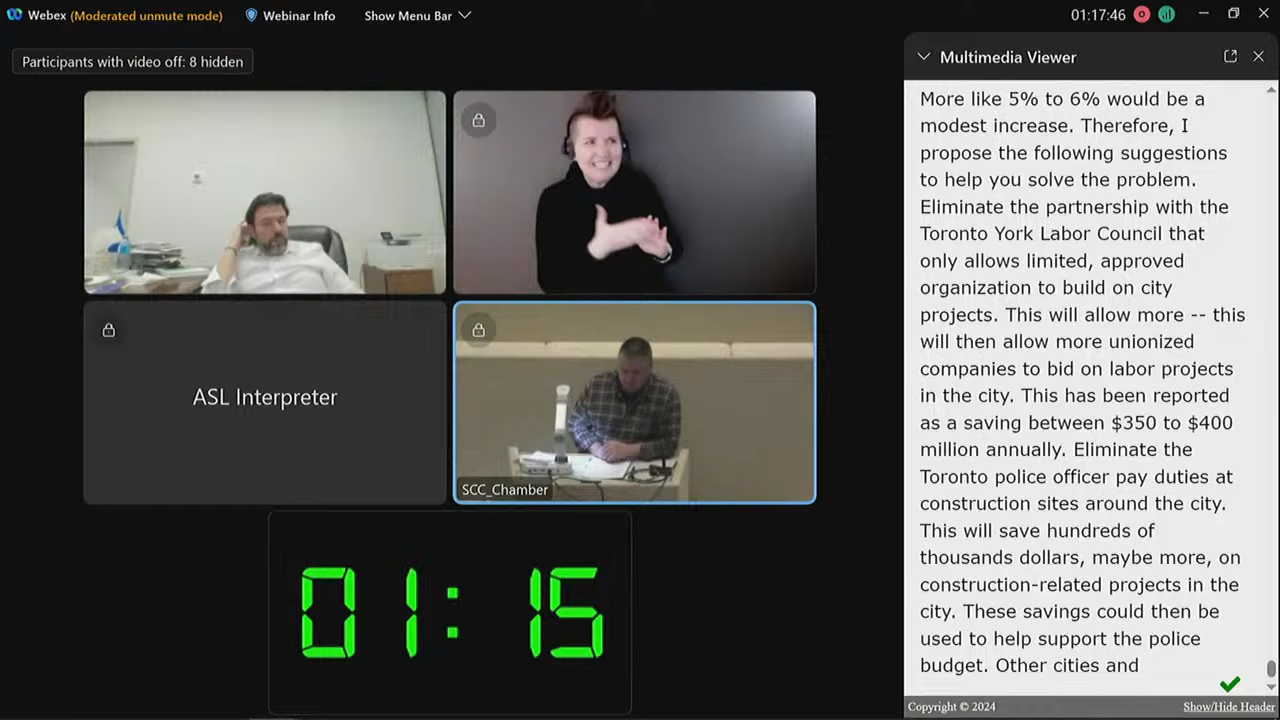 Webex (Moderated unmute mode) Webinar Info Show Menu Bar 01:17:46
Participants with video off: 8 hidden
ASL Interpreter
SCC_Chamber
01:15
Multimedia Viewer
More like 5% to 6% would be a
modest increase. Therefore, I
propose the following suggestions
to help you solve the problem.
Eliminate the partnership with the
Toronto York Labor Council that
only allows limited, approved
organization to build on city
projects. This will allow more -- this
will then allow more unionized
companies to bid on labor projects
in the city. This has been reported
as a saving between $350 to $400
million annually. Eliminate the
Toronto police officer pay duties at
construction sites around the city.
This will save hundreds of
thousands dollars, maybe more, on
construction-related projects in the
city. These savings could then be
used to help support the police
budget. Other cities and
Copyright © 2024 Show/Hide Header